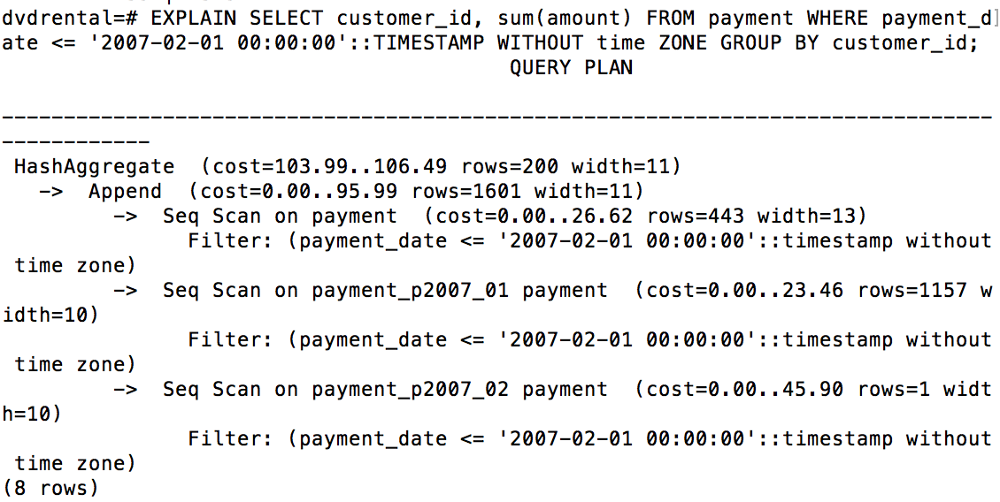 dvdrental=# EXPLAIN SELECT customer_id, sum(amount) FROM payment WHERE payment_d
ate <= '2007-02-01 00:00:00'::TIMESTAMP WITHOUT time ZONE GROUP BY customer_id;
QUERY PLAN
--------------------------------------------------------------------------------
------------
HashAggregate  (cost=103.99..106.49 rows=200 width=11)
  ->  Append  (cost=0.00..95.99 rows=1601 width=11)
        ->  Seq Scan on payment  (cost=0.00..26.62 rows=443 width=13)
              Filter: (payment_date <= '2007-02-01 00:00:00'::timestamp without
 time zone)
        ->  Seq Scan on payment_p2007_01 payment  (cost=0.00..23.46 rows=1157 w
idth=10)
              Filter: (payment_date <= '2007-02-01 00:00:00'::timestamp without
 time zone)
        ->  Seq Scan on payment_p2007_02 payment  (cost=0.00..45.90 rows=1 widt
h=10)
              Filter: (payment_date <= '2007-02-01 00:00:00'::timestamp without
 time zone)
(8 rows)